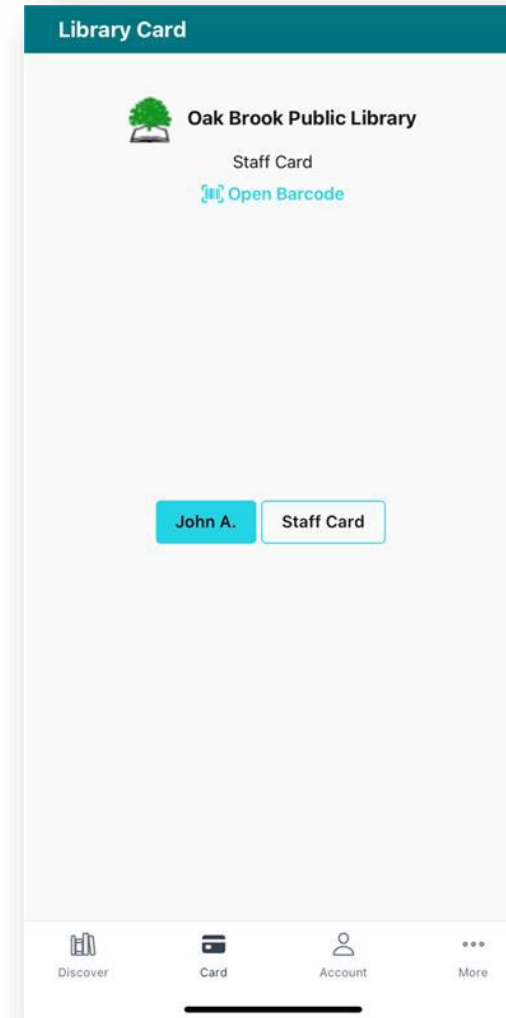 Library Card
Oak Brook Public Library
Staff Card
Open Barcode
John A. Staff Card
Discover Card Account More